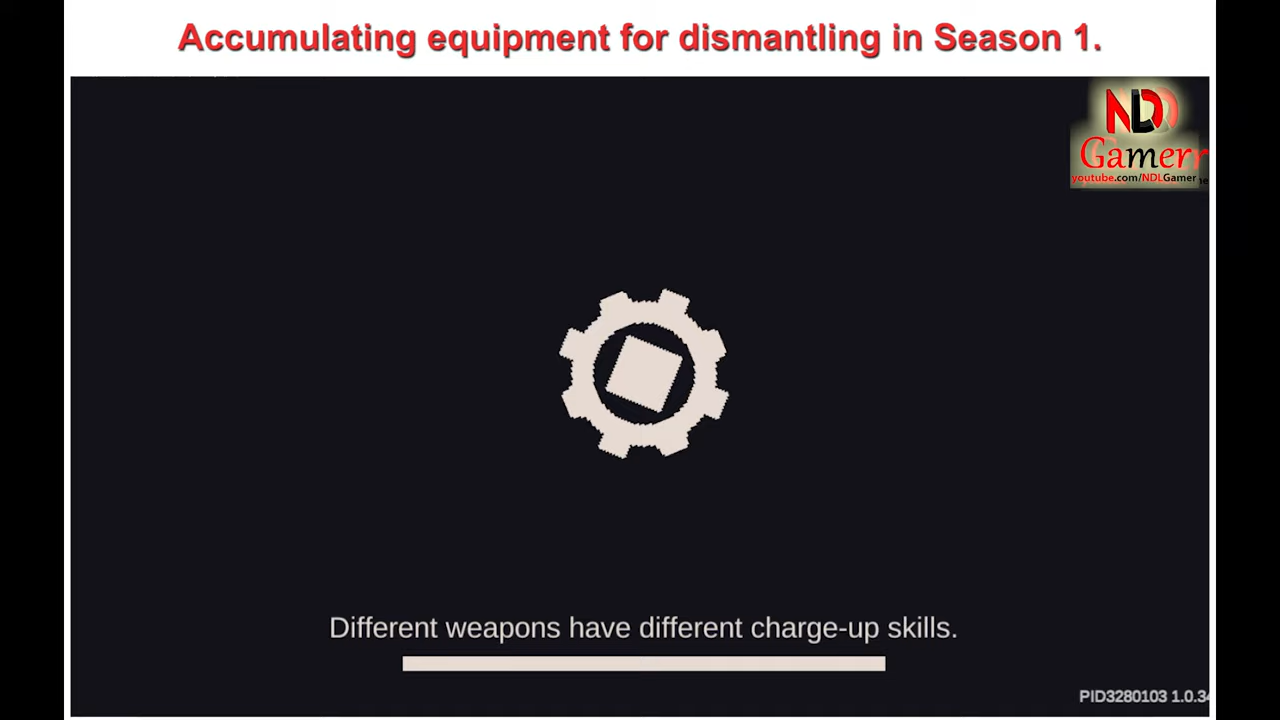 Accumulating equipment for dismantling in Season 1.
NDL
Gamer
youtube.com/NDLGamer
Different weapons have different charge-up skills.
PID3280103 1.0.34